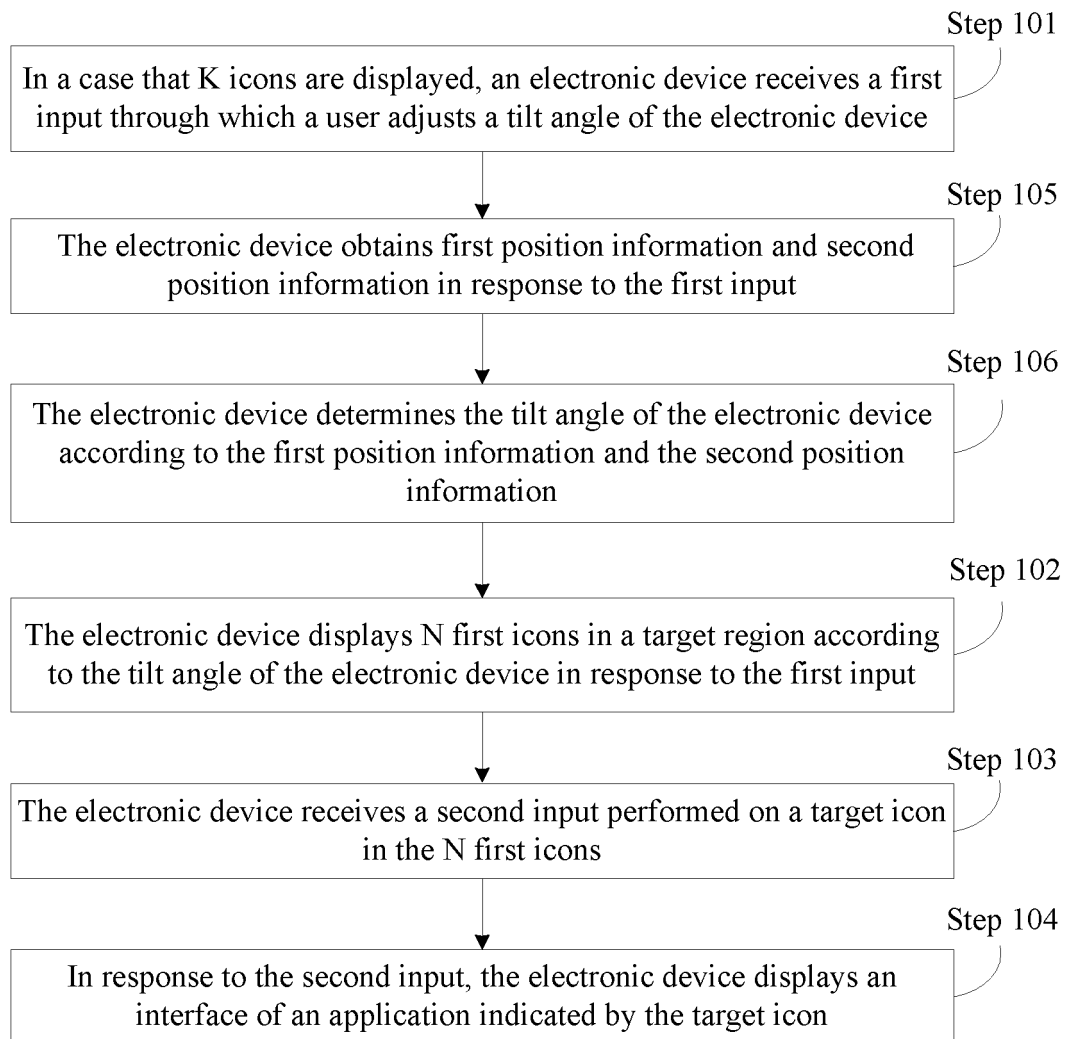 Step 101
In a case that K icons are displayed, an electronic device receives a first
input through which a user adjusts a tilt angle of the electronic device
Step 105
The electronic device obtains first position information and second
position information in response to the first input
Step 106
The electronic device determines the tilt angle of the electronic device
according to the first position information and the second position
information
Step 102
The electronic device displays N first icons in a target region according
to the tilt angle of the electronic device in response to the first input
Step 103
The electronic device receives a second input performed on a target icon
in the N first icons
Step 104
In response to the second input, the electronic device displays an
interface of an application indicated by the target icon